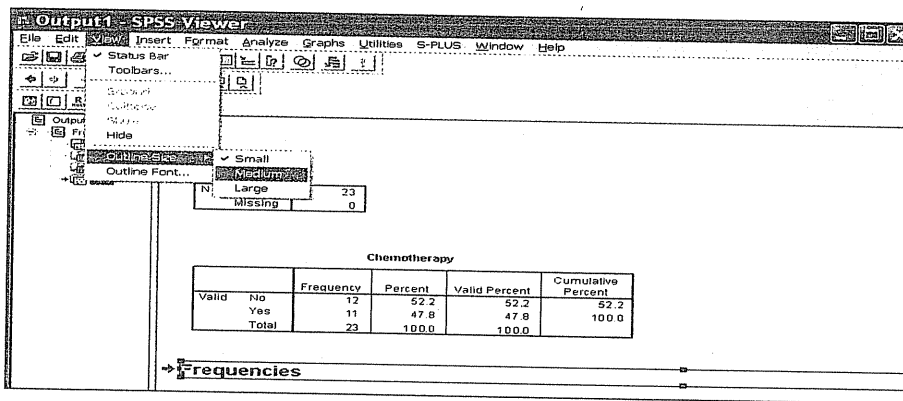 Output1 - SPSS Viewer
File Edit View Insert Format Analyze Graphs Utilities S-PLUS Window Help
✓ Status Bar
Toolbars...
Hide
Outline Size
Outline Font...
✓ Small
Medium
Large
Outpu
Fr
N 23
Missing 0
Chemotherapy
Frequency Percent Valid Percent Cumulative Percent
Valid No 12 52.2 52.2 52.2
Yes 11 47.8 47.8 100.0
Total 23 100.0 100.0
Frequencies